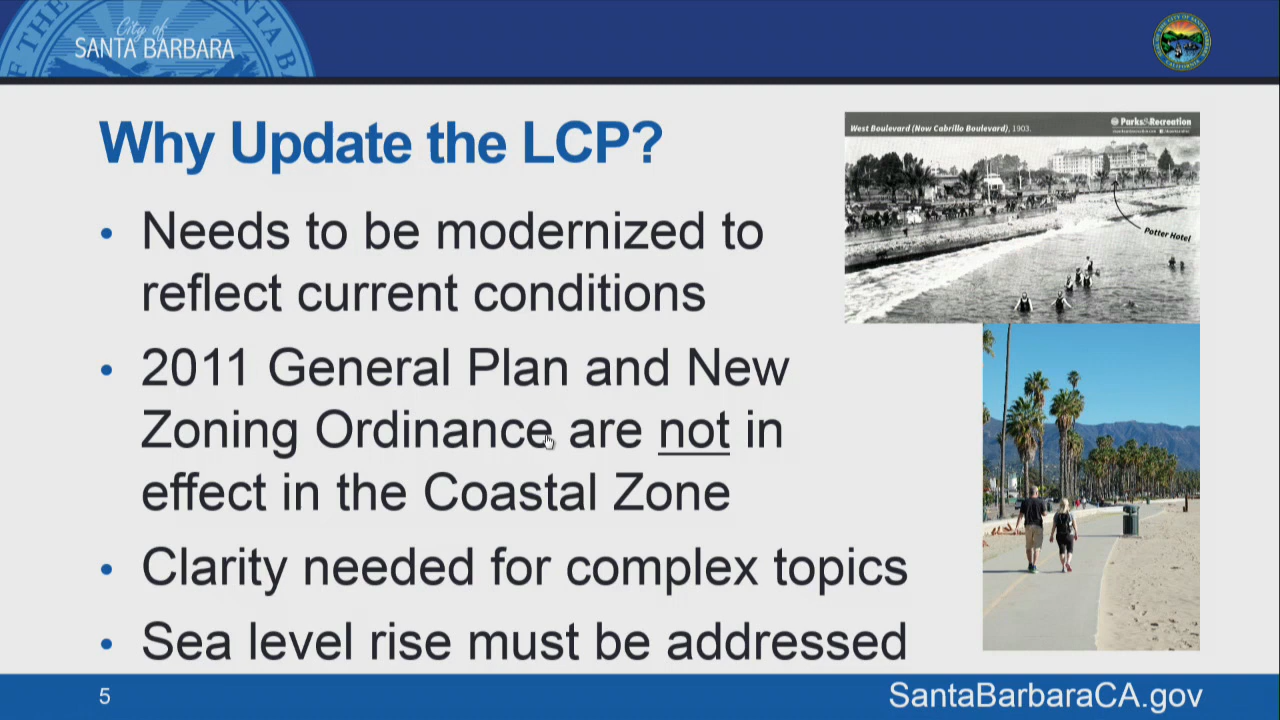 City of
SANTA BARBARA
Why Update the LCP?
• Needs to be modernized to
reflect current conditions
• 2011 General Plan and New
Zoning Ordinance are not in
effect in the Coastal Zone
• Clarity needed for complex topics
• Sea level rise must be addressed
West Boulevard (Now Cabrillo Boulevard), 1903.
Parks&Recreation
Potter Hotel
5
SantaBarbaraCA.gov